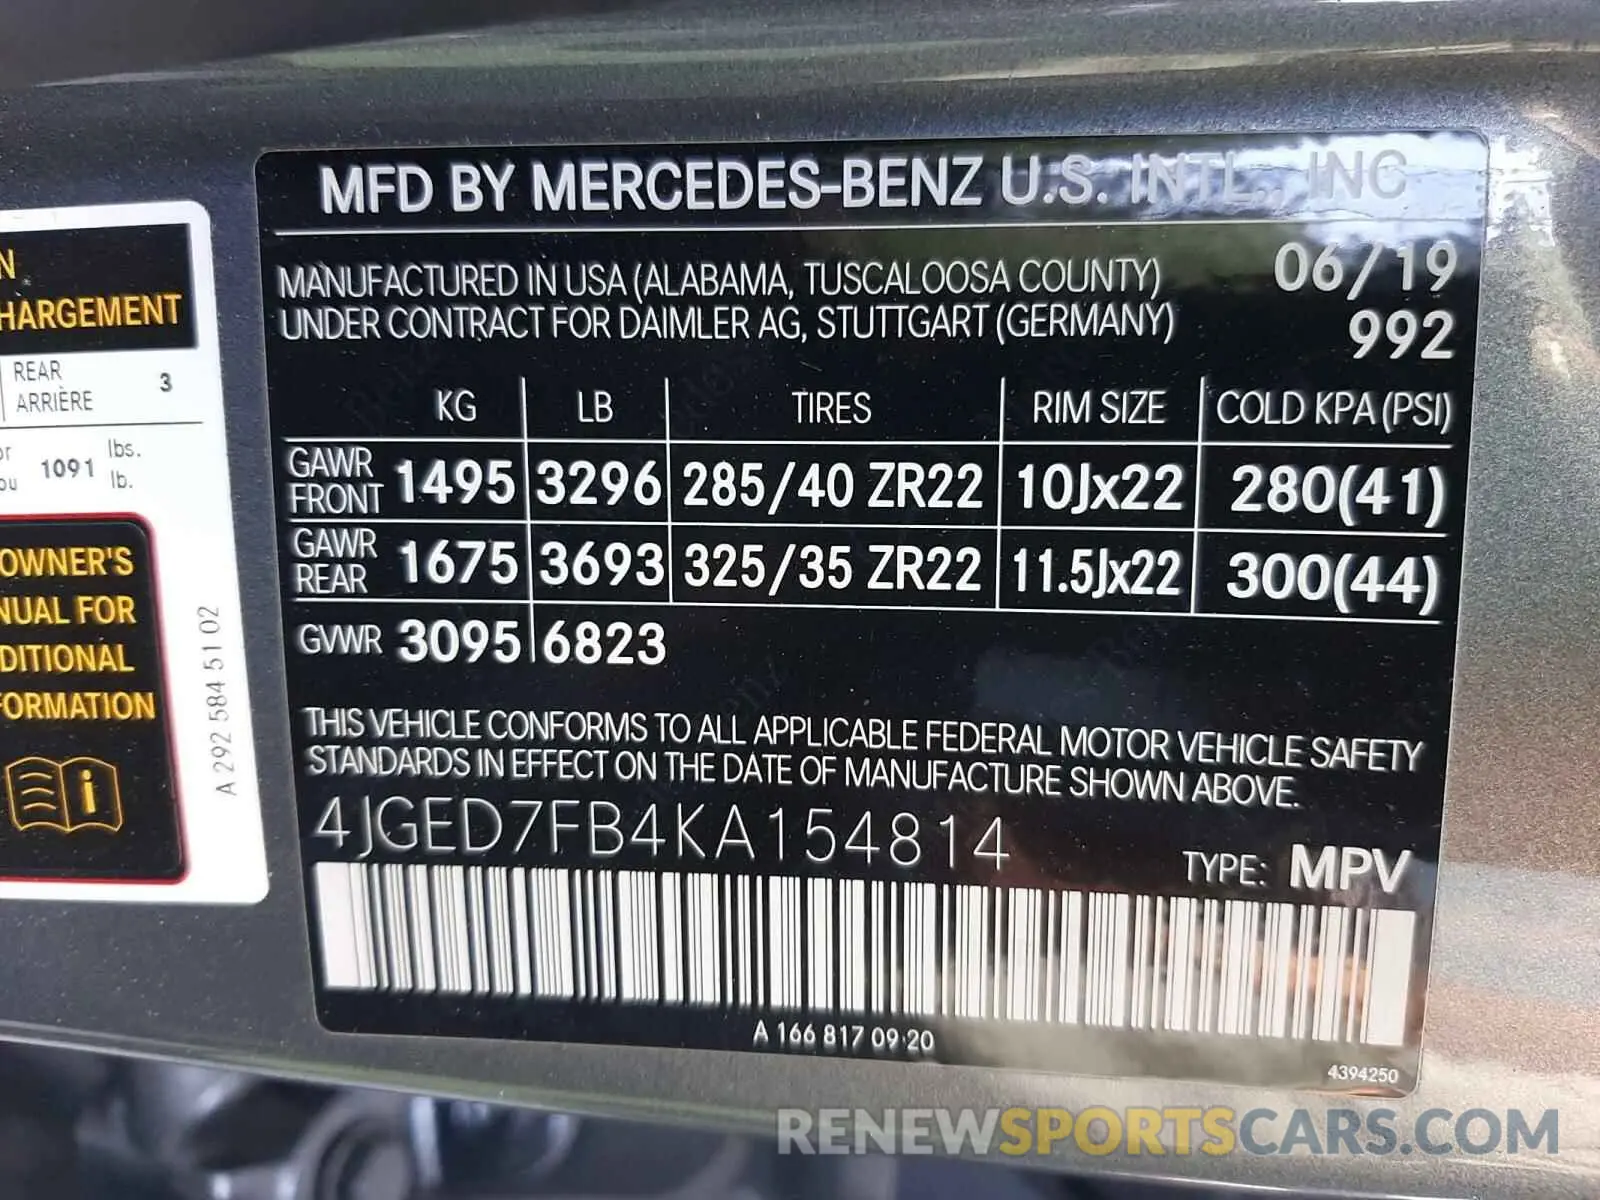 N
HARGEMENT
REAR
ARRIÈRE 3
or
ou 1091 lbs.
lb.
OWNER'S
NUAL FOR
DITIONAL
FORMATION
i
A 292 584 51 02
MFD BY MERCEDES-BENZ U.S. INTL., INC
MANUFACTURED IN USA (ALABAMA, TUSCALOOSA COUNTY) 06/19
UNDER CONTRACT FOR DAIMLER AG, STUTTGART (GERMANY) 992
KG LB TIRES RIM SIZE COLD KPA (PSI)
GAWR FRONT 1495 3296 285/40 ZR22 10Jx22 280(41)
GAWR REAR 1675 3693 325/35 ZR22 11.5Jx22 300(44)
GVWR 3095 6823
THIS VEHICLE CONFORMS TO ALL APPLICABLE FEDERAL MOTOR VEHICLE SAFETY
STANDARDS IN EFFECT ON THE DATE OF MANUFACTURE SHOWN ABOVE.
4JGED7FB4KA154814
TYPE: MPV
A 166 817 09 20
4394250
RENEWSPORTSCARS.COM